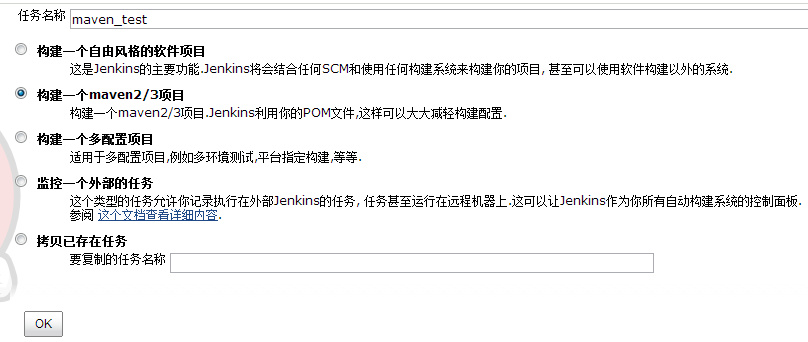 任务名称 maven_test
构建一个自由风格的软件项目
这是Jenkins的主要功能.Jenkins将会结合任何SCM和使用任何构建系统来构建你的项目, 甚至可以使用软件构建以外的系统.
构建一个maven2/3项目
构建一个maven2/3项目.Jenkins利用你的POM文件,这样可以大大减轻构建配置.
构建一个多配置项目
适用于多配置项目,例如多环境测试,平台指定构建,等等.
监控一个外部的任务
这个类型的任务允许你记录执行在外部Jenkins的任务, 任务甚至运行在远程机器上.这可以让Jenkins作为你所有自动构建系统的控制面板.
参阅 这个文档查看详细内容.
拷贝已存在任务
要复制的任务名称
OK